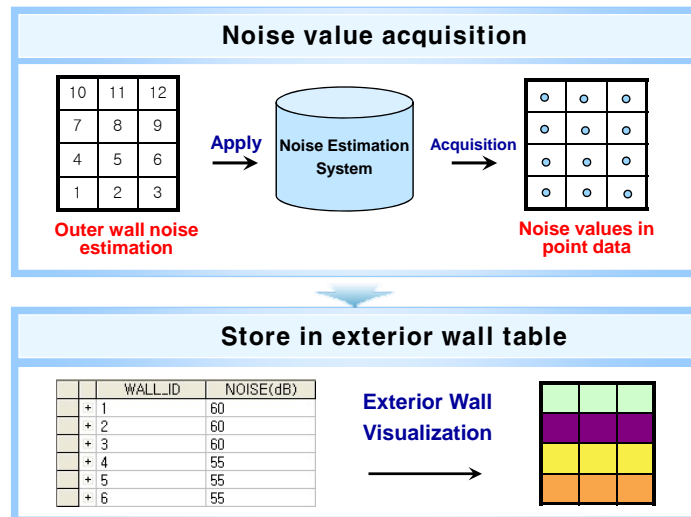 Noise value acquisition
10 11 12
7 8 9
4 5 6
1 2 3
Outer wall noise
estimation
Apply
Noise Estimation
System
Acquisition
Noise values in
point data
Store in exterior wall table
WALL_ID NOISE(dB)
+ 1 60
+ 2 60
+ 3 60
+ 4 55
+ 5 55
+ 6 55
Exterior Wall
Visualization